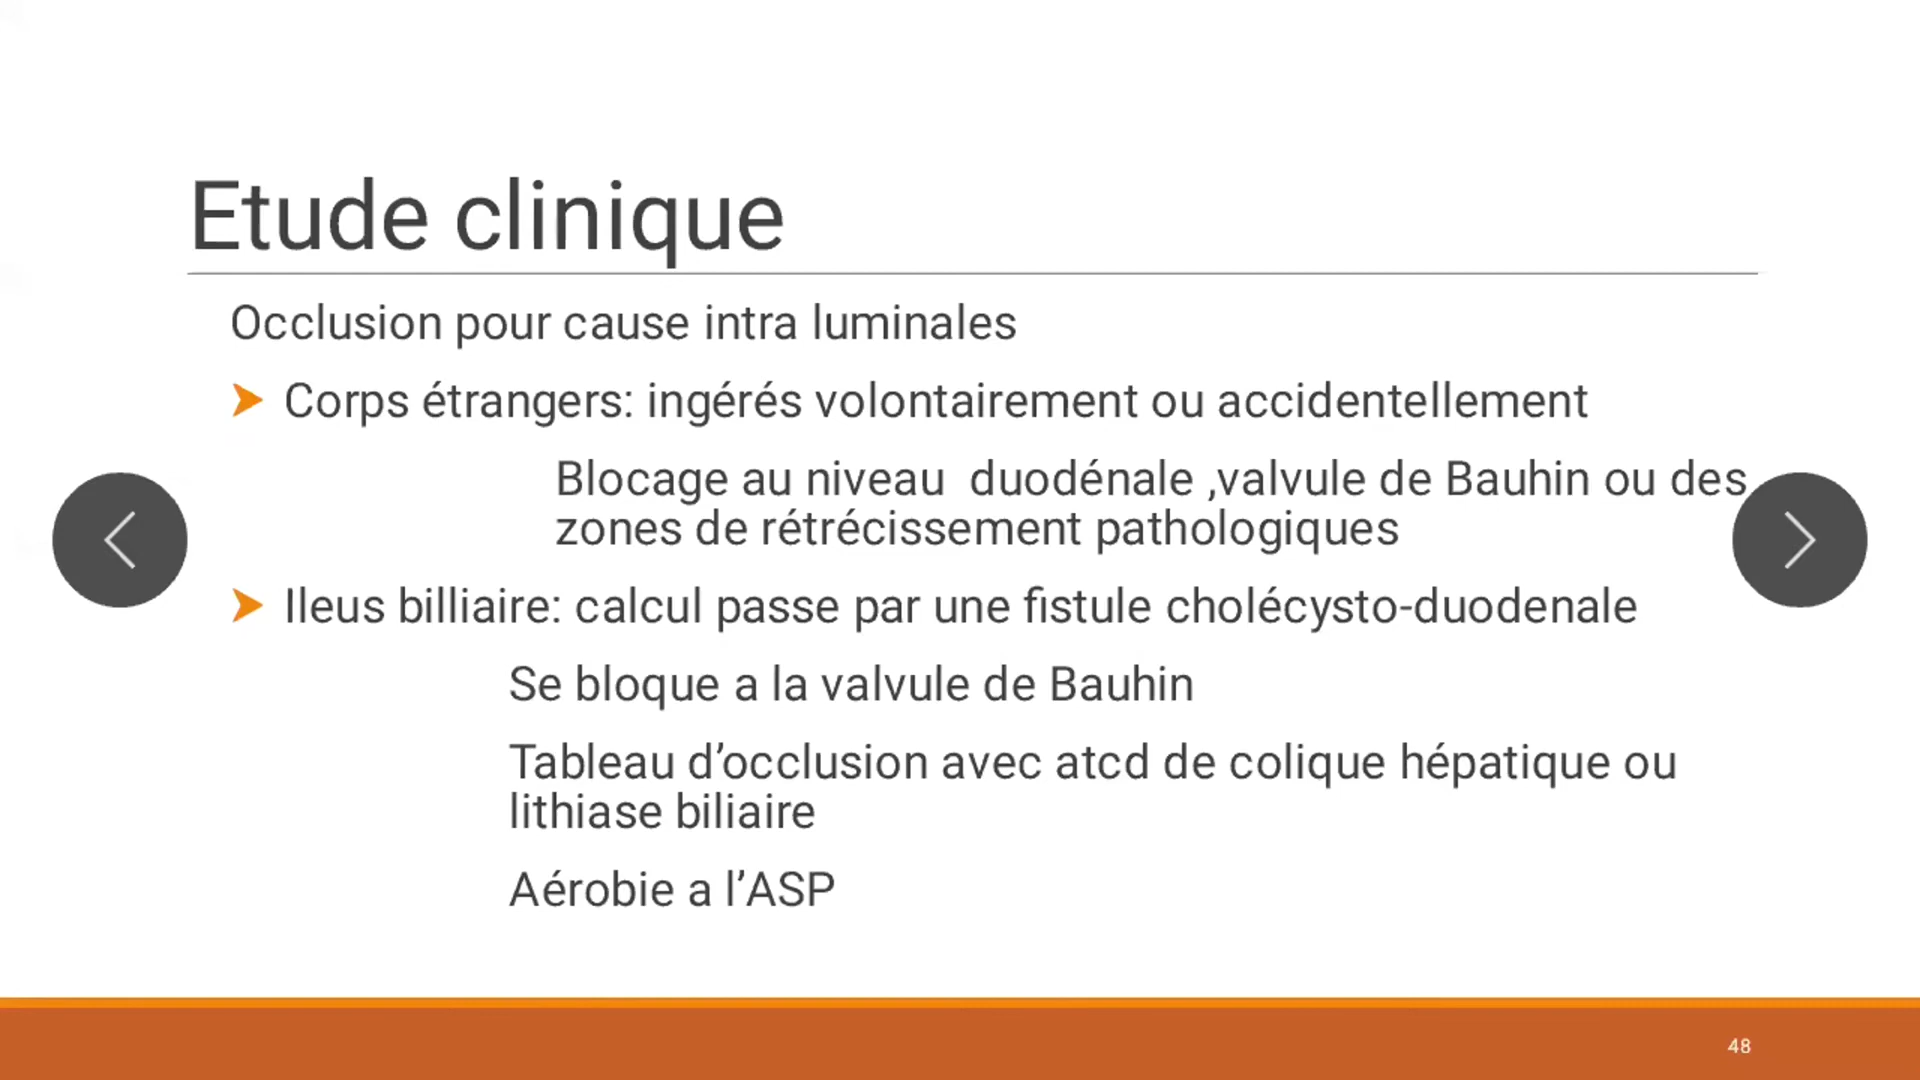 Etude clinique
Occlusion pour cause intra luminales
➤ Corps étrangers: ingérés volontairement ou accidentellement
Blocage au niveau  duodénale ,valvule de Bauhin ou des
zones de rétrécissement pathologiques
➤ Ileus billiaire: calcul passe par une fistule cholécysto-duodenale
Se bloque a la valvule de Bauhin
Tableau d’occlusion avec atcd de colique hépatique ou
lithiase biliaire
Aérobie a l’ASP
48